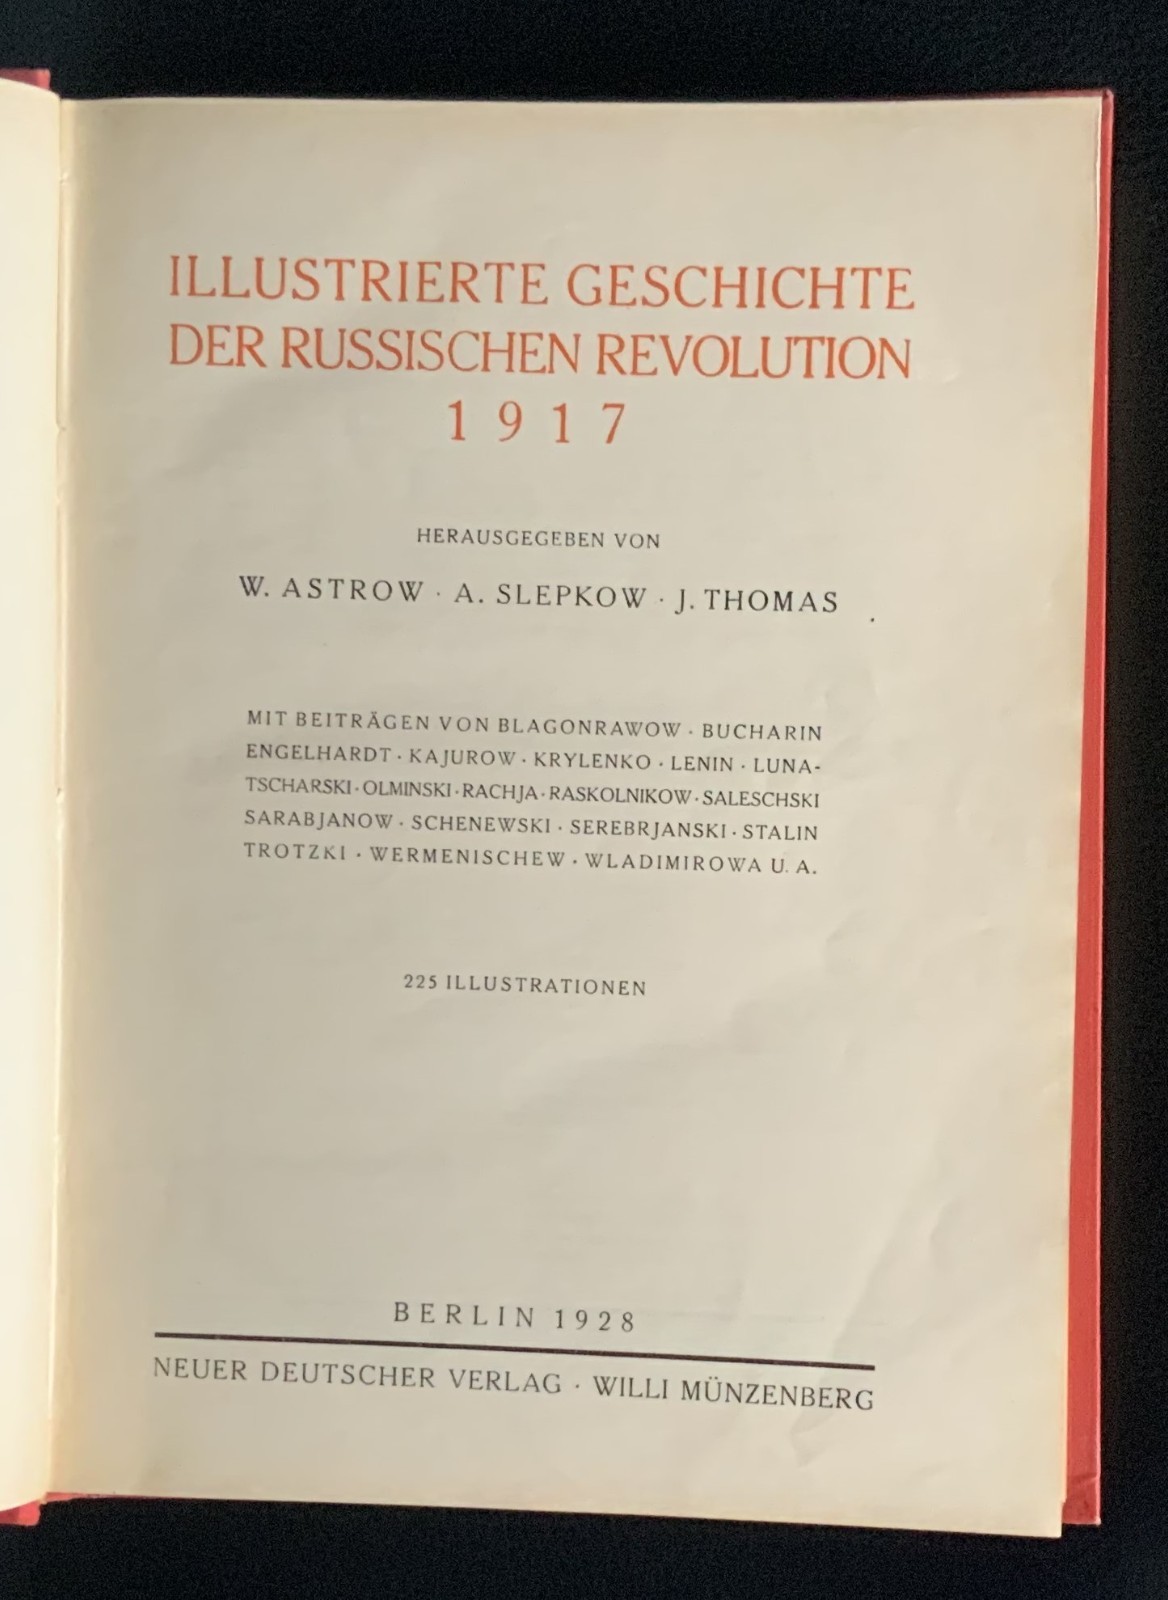 ILLUSTRIERTE GESCHICHTE
DER RUSSISCHEN REVOLUTION
1917
HERAUSGEGEBEN VON
W. ASTROW · A. SLEPKOW · J. THOMAS
MIT BEITRÄGEN VON BLAGONRAWOW · BUCHARIN
ENGELHARDT · KAJUROW · KRYLENKO · LENIN · LUNA-
TSCHARSKI · OLMINSKI · RACHJA · RASKOLNIKOW · SALESCHSKI
SARABJANOW · SCHENEWSKI · SEREBRJANSKI · STALIN
TROTZKI · WERMENISCHEW · WLADIMIROWA U. A.
225 ILLUSTRATIONEN
BERLIN 1928
NEUER DEUTSCHER VERLAG · WILLI MÜNZENBERG